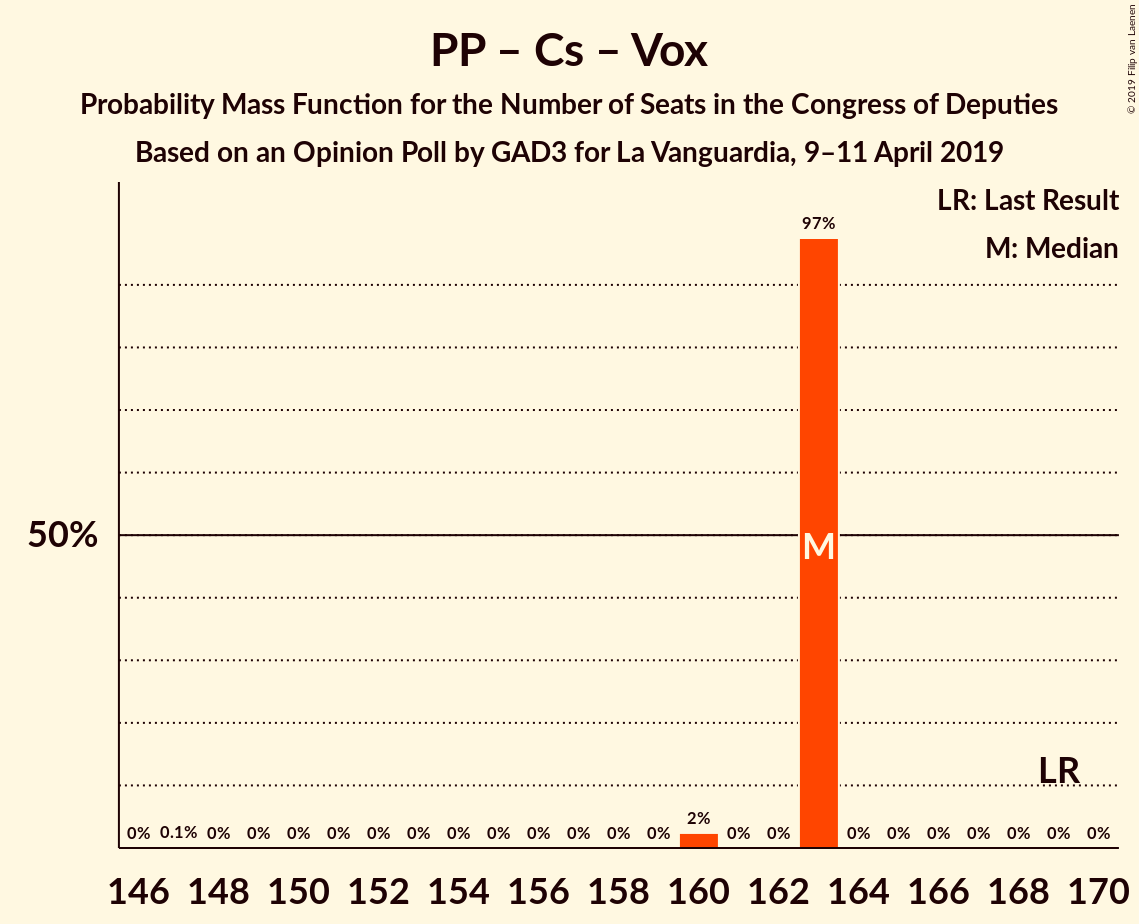 PP – Cs – Vox
Probability Mass Function for the Number of Seats in the Congress of Deputies
Based on an Opinion Poll by GAD3 for La Vanguardia, 9–11 April 2019
© 2019 Filip van Laenen
LR: Last Result
M: Median
97%
50%
M
LR
0% 0.1% 0% 0% 0% 0% 0% 0% 0% 0% 0% 0% 0% 0% 2% 0% 0% 0% 0% 0% 0% 0% 0% 0%
146 148 150 152 154 156 158 160 162 164 166 168 170